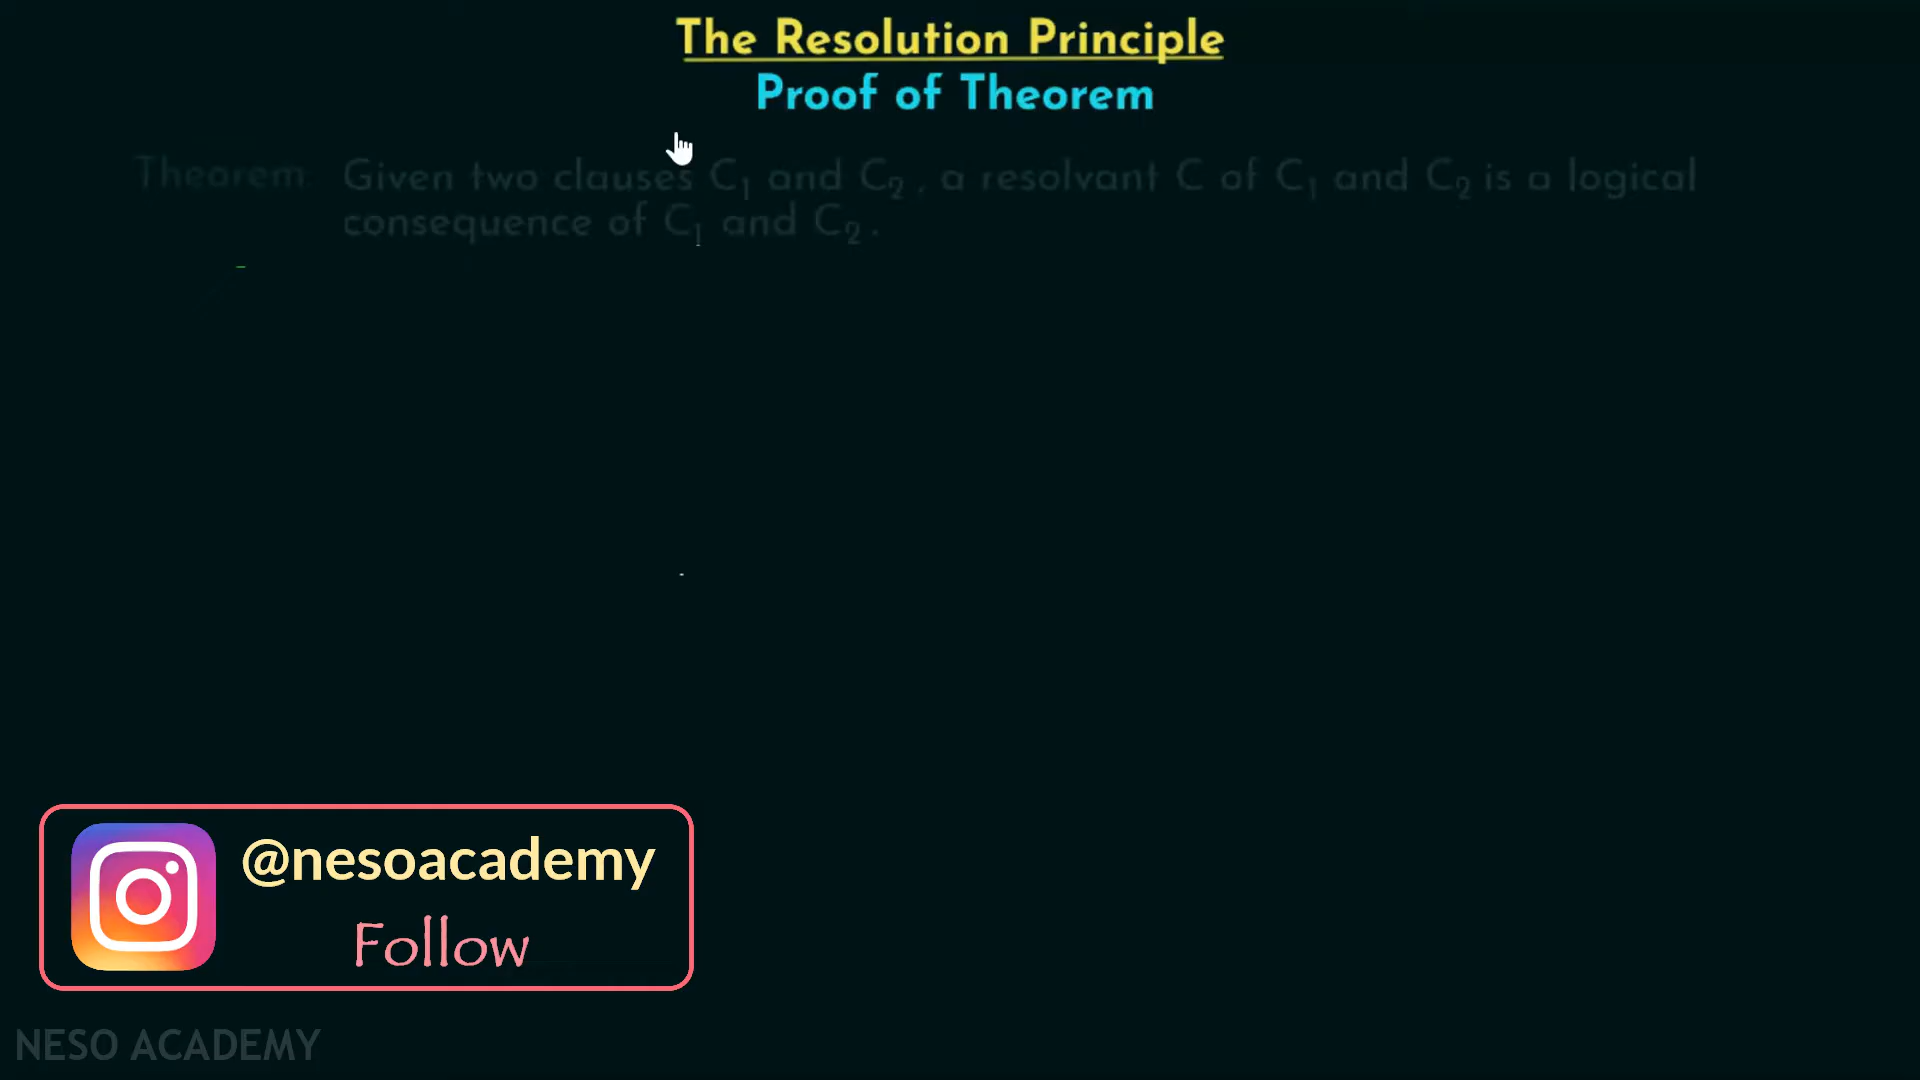 The Resolution Principle
Proof of Theorem
Theorem: Given two clauses C₁ and C₂, a resolvant C of C₁ and C₂ is a logical
consequence of C₁ and C₂.
@nesoacademy
Follow
NESO ACADEMY